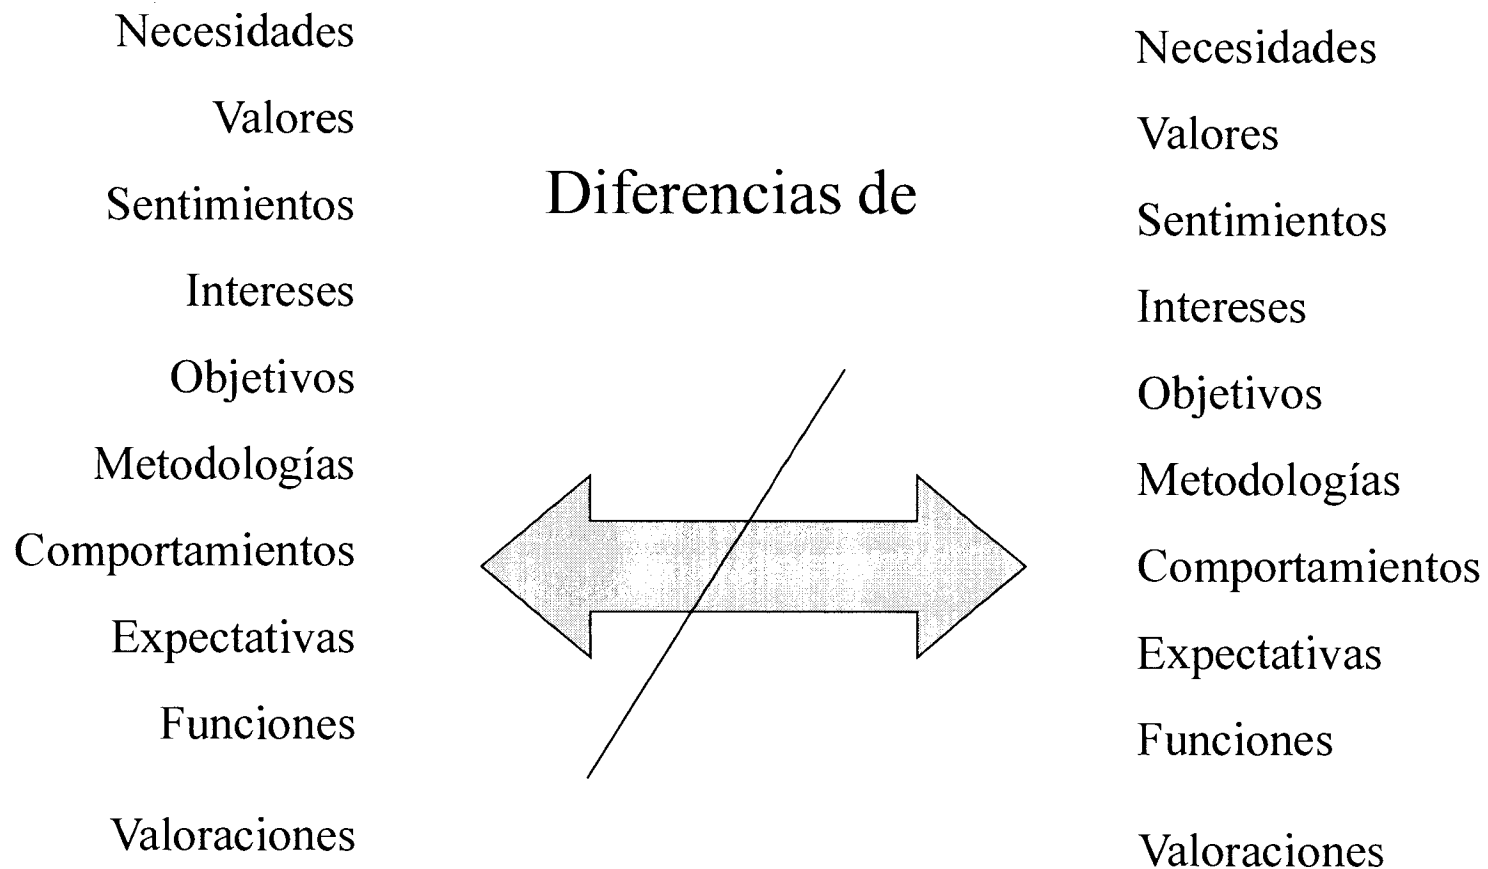 Necesidades
Valores
Sentimientos
Intereses
Objetivos
Metodologías
Comportamientos
Expectativas
Funciones
Valoraciones
Diferencias de
Necesidades
Valores
Sentimientos
Intereses
Objetivos
Metodologías
Comportamientos
Expectativas
Funciones
Valoraciones